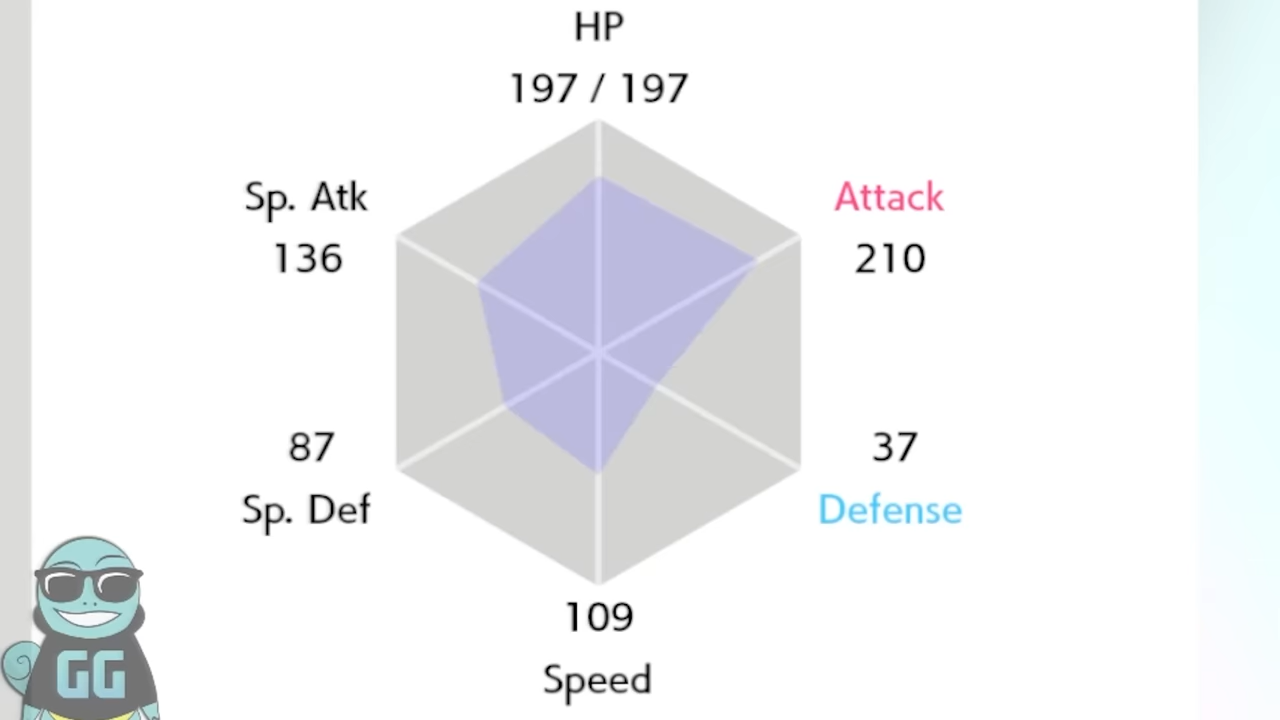 HP
197 / 197
Sp. Atk
136
Attack
210
87
Sp. Def
37
Defense
109
Speed
GG